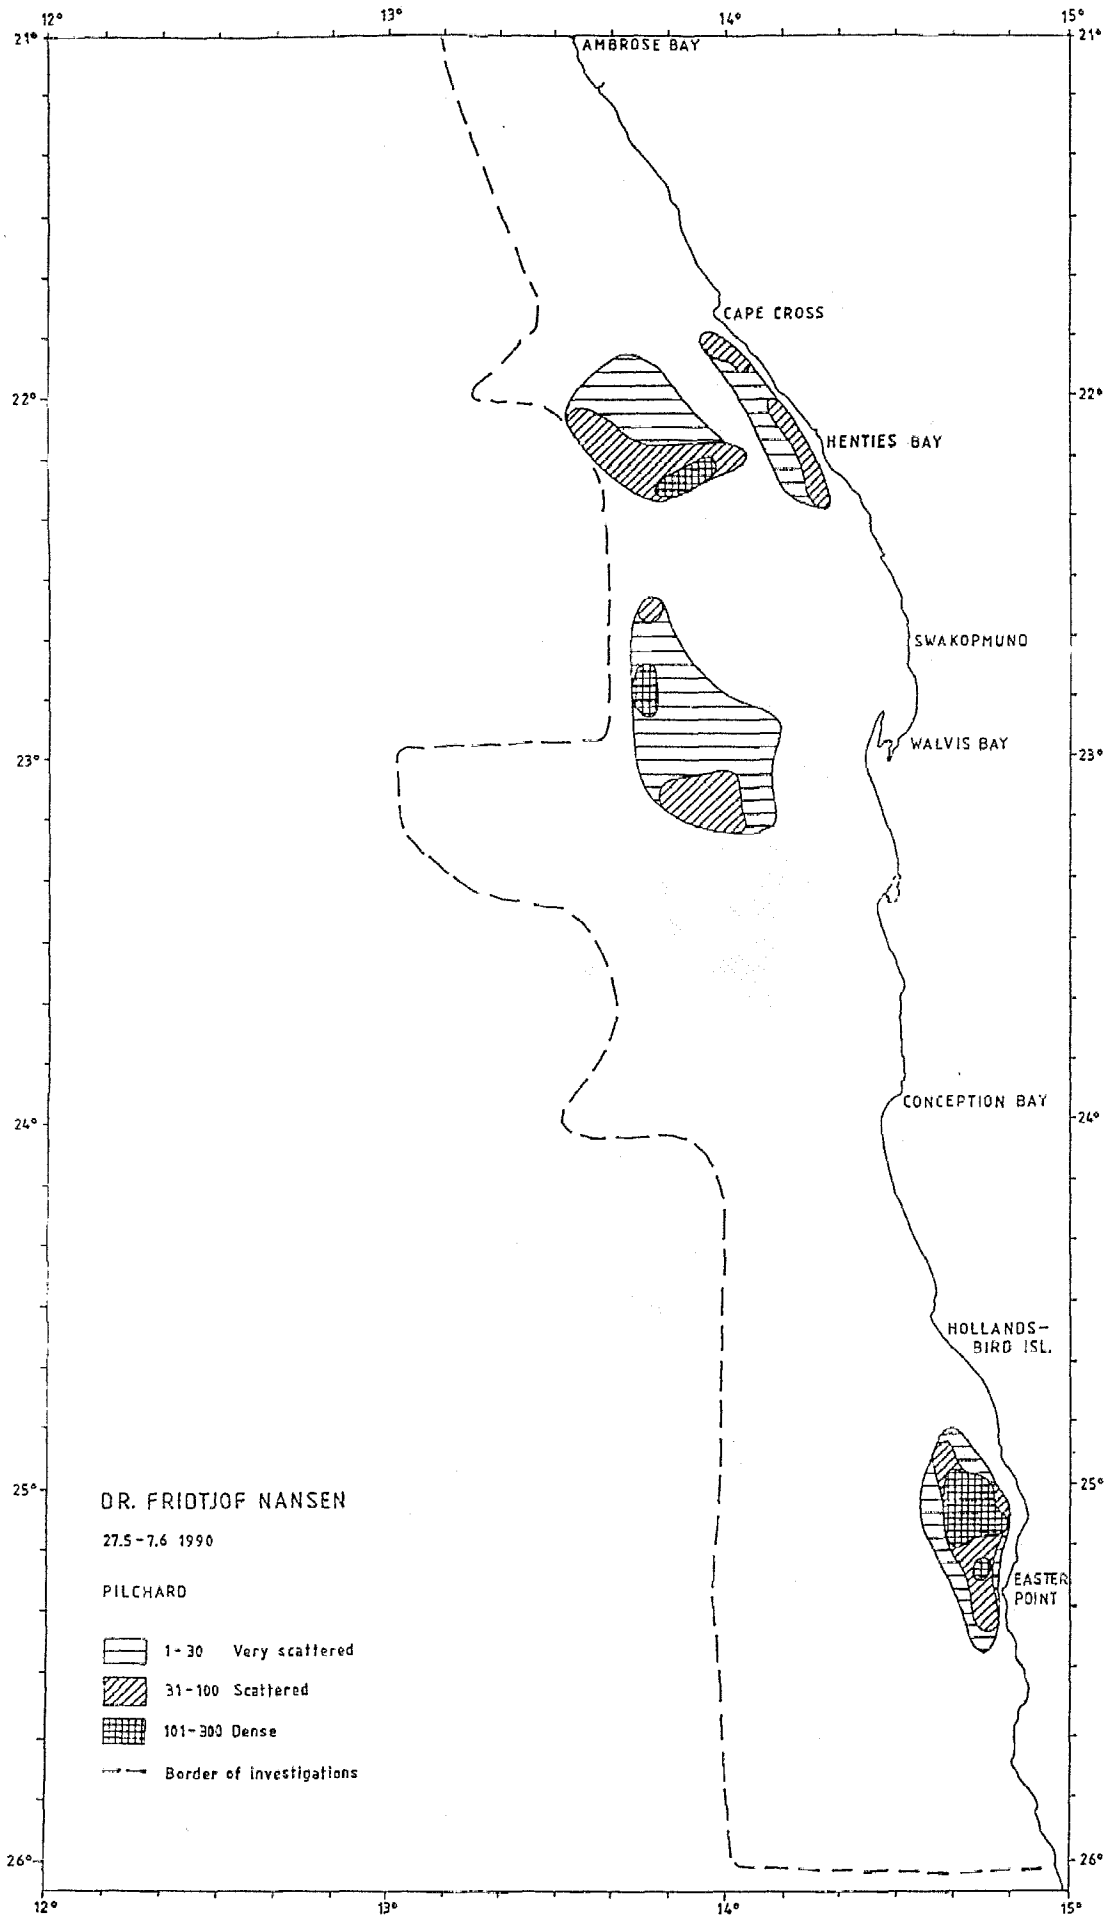 12° 13° 14° 15°
21° 21°
AMBROSE BAY
CAPE CROSS
22° 22°
HENTIES BAY
SWAKOPMUND
WALVIS BAY
23° 23°
CONCEPTION BAY
24° 24°
HOLLANDS-
BIRD ISL.
25° 25°
DR. FRIDTJOF NANSEN
27.5-7.6 1990
EASTER
POINT
PILCHARD
1-30 Very scattered
31-100 Scattered
101-300 Dense
Border of investigations
26° 26°
12° 13° 14° 15°